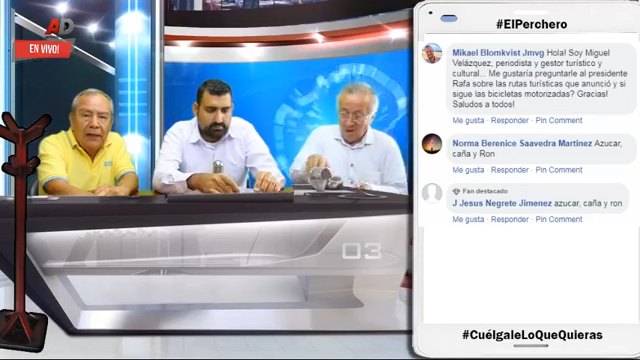 AD
EN VIVO!
03
#ElPerchero
Mikael Blomkvist Jmvg Hola! Soy Miguel
Velázquez, periodista y gestor turístico y
cultural... Me gustaría preguntarle al presidente
Rafa sobre las rutas turísticas que anunció y si
sigue las bicicletas motorizadas? Gracias!
Saludos a todos!
Me gusta · Responder · Pin Comment
Norma Berenice Saavedra Martinez Azucar,
caña y Ron
Me gusta · Responder · Pin Comment
Fan destacado
J Jesus Negrete Jimenez azucar, caña y ron
Me gusta · Responder · Pin Comment
#CuélgaleLoQueQuieras